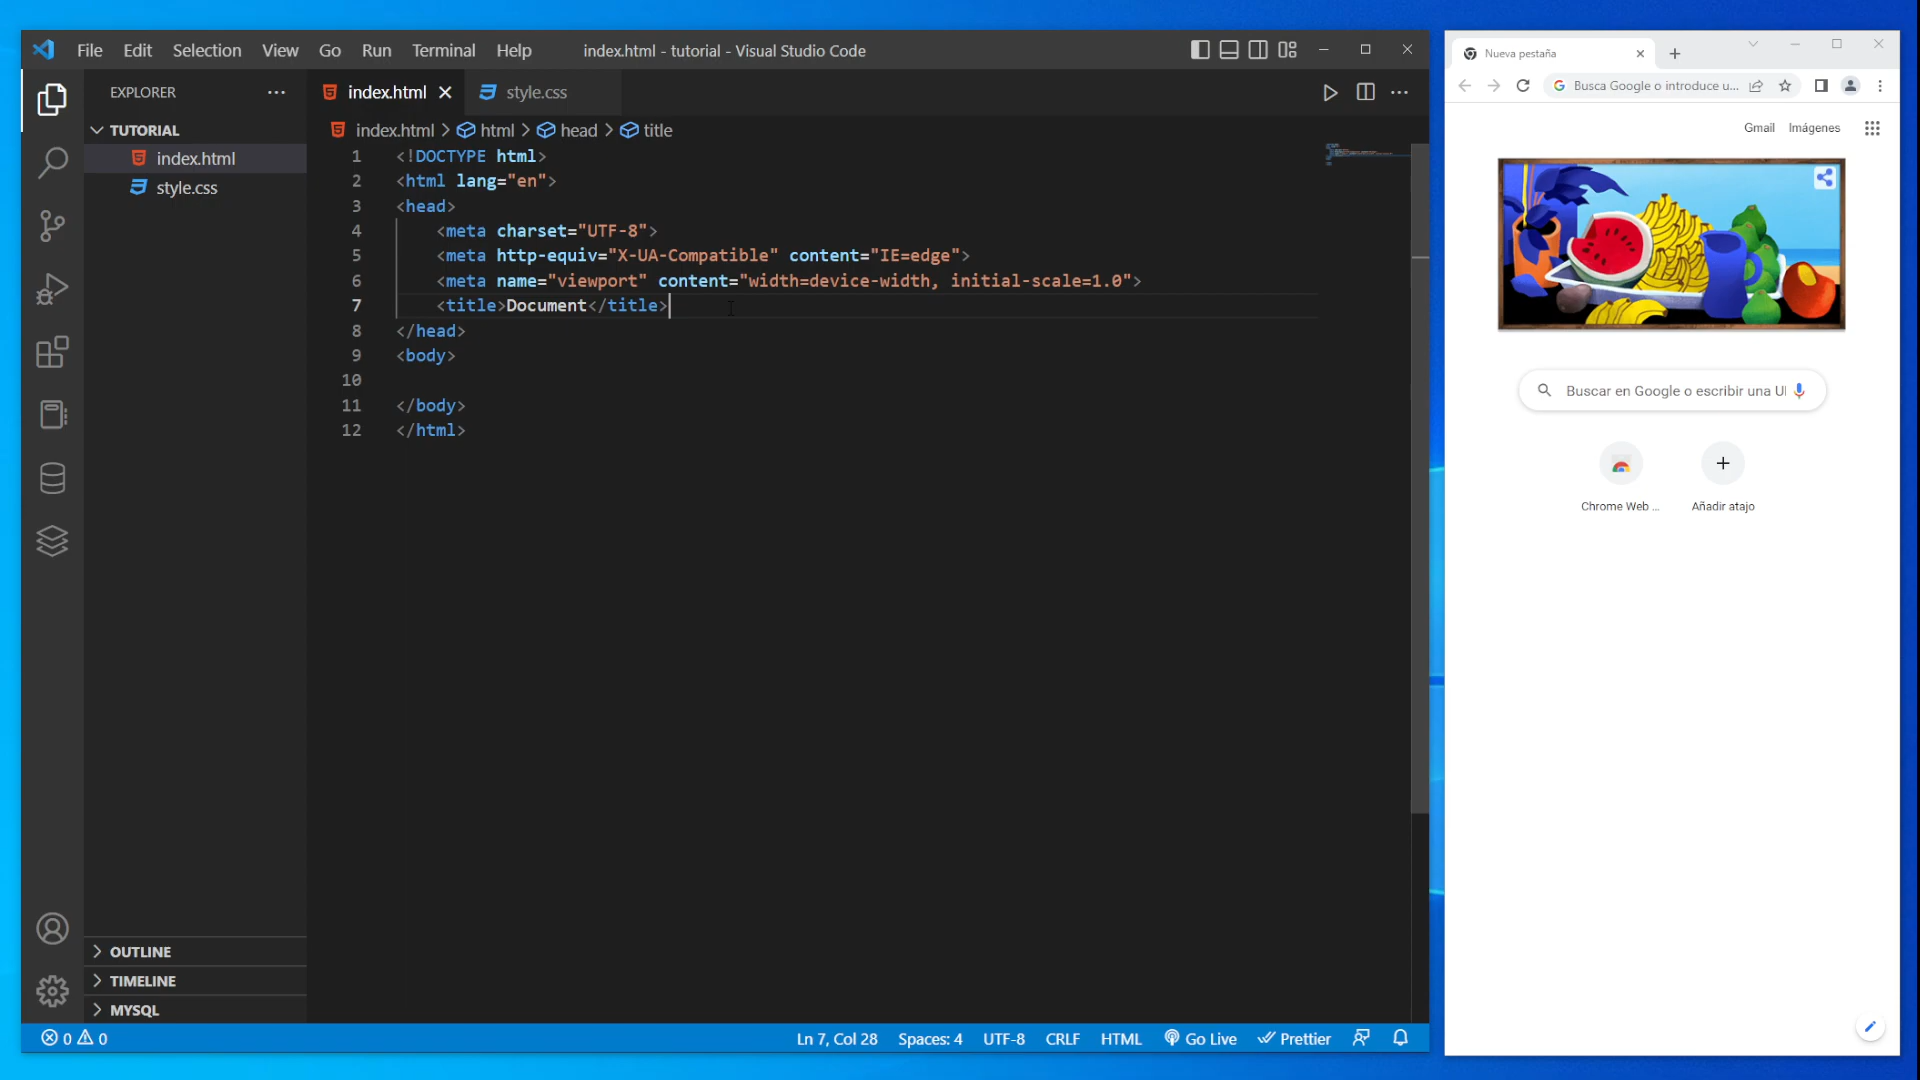 File Edit Selection View Go Run Terminal Help
index.html - tutorial - Visual Studio Code
EXPLORER
TUTORIAL
index.html
style.css
OUTLINE
TIMELINE
MYSQL
index.html style.css
index.html > html > head > title
1 <!DOCTYPE html>
2 <html lang="en">
3 <head>
4 <meta charset="UTF-8">
5 <meta http-equiv="X-UA-Compatible" content="IE=edge">
6 <meta name="viewport" content="width=device-width, initial-scale=1.0">
7 <title>Document</title>
8 </head>
9 <body>
10
11 </body>
12 </html>
0 0 Ln 7, Col 28 Spaces: 4 UTF-8 CRLF HTML Go Live Prettier
Nueva pestaña
Busca Google o introduce u...
Gmail Imágenes
Buscar en Google o escribir una UI
Chrome Web ... Añadir atajo